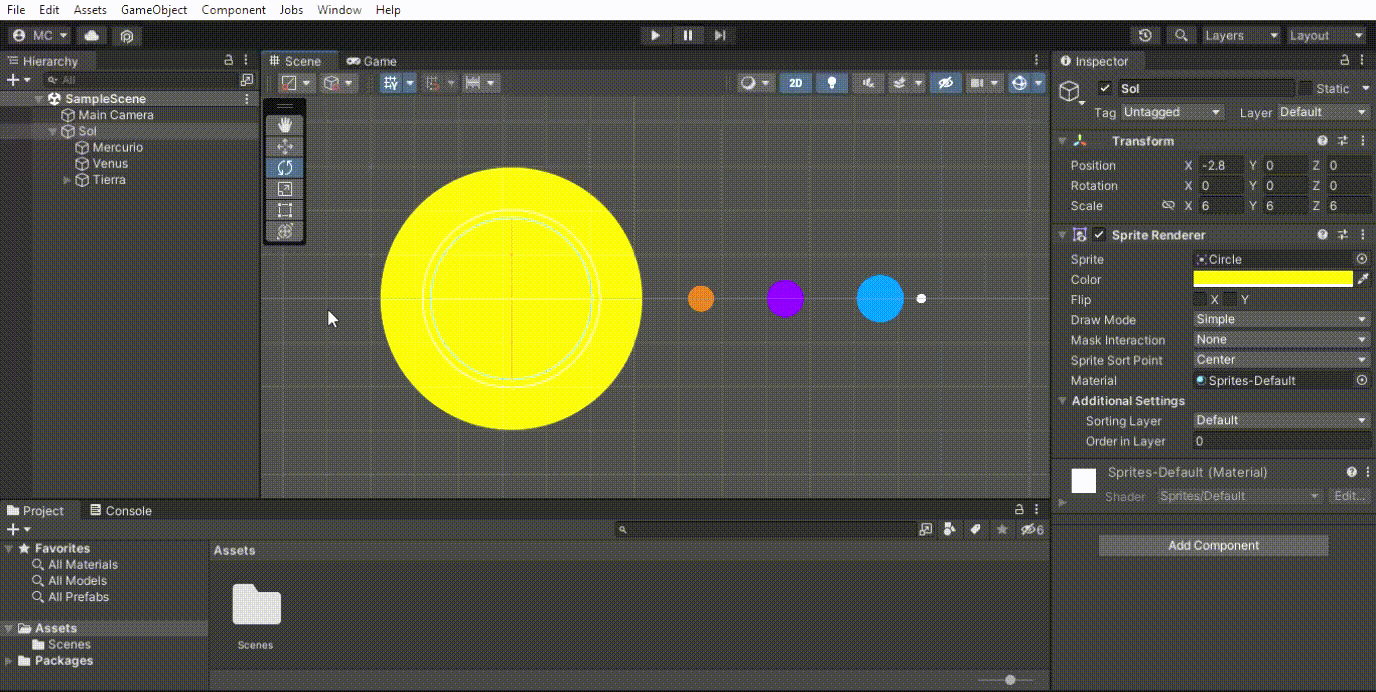 File Edit Assets GameObject Component Jobs Window Help
MC Layers Layout
Hierarchy
All
SampleScene
Main Camera
Sol
Mercurio
Venus
Tierra
Scene Game
2D
Inspector
Sol Static
Tag Untagged Layer Default
Transform
Position X -2.8 Y 0 Z 0
Rotation X 0 Y 0 Z 0
Scale X 6 Y 6 Z 6
Sprite Renderer
Sprite Circle
Color
Flip X Y
Draw Mode Simple
Mask Interaction None
Sprite Sort Point Center
Material Sprites-Default
Additional Settings
Sorting Layer Default
Order in Layer 0
Sprites-Default (Material)
Shader Sprites/Default Edit...
Add Component
Project Console
6
Favorites
All Materials
All Models
All Prefabs
Assets
Scenes
Packages
Assets
Scenes